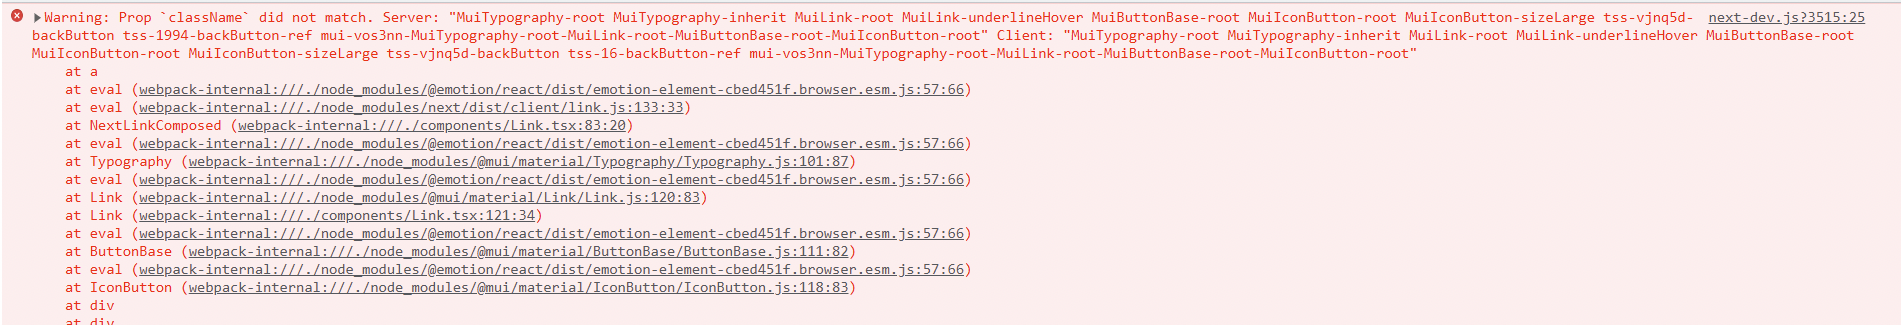 Warning: Prop `className` did not match. Server: "MuiTypography-root MuiTypography-inherit MuiLink-root MuiLink-underlineHover MuiButtonBase-root MuiIconButton-root MuiIconButton-sizeLarge tss-vjnq5d- next-dev.js?3515:25
backButton tss-1994-backButton-ref mui-vos3nn-MuiTypography-root-MuiLink-root-MuiButtonBase-root-MuiIconButton-root" Client: "MuiTypography-root MuiTypography-inherit MuiLink-root MuiLink-underlineHover MuiButtonBase-root
MuiIconButton-root MuiIconButton-sizeLarge tss-vjnq5d-backButton tss-16-backButton-ref mui-vos3nn-MuiTypography-root-MuiLink-root-MuiButtonBase-root-MuiIconButton-root"
at a
at eval (webpack-internal:///./node_modules/@emotion/react/dist/emotion-element-cbed451f.browser.esm.js:57:66)
at eval (webpack-internal:///./node_modules/next/dist/client/link.js:133:33)
at NextLinkComposed (webpack-internal:///./components/Link.tsx:83:20)
at eval (webpack-internal:///./node_modules/@emotion/react/dist/emotion-element-cbed451f.browser.esm.js:57:66)
at Typography (webpack-internal:///./node_modules/@mui/material/Typography/Typography.js:101:87)
at eval (webpack-internal:///./node_modules/@emotion/react/dist/emotion-element-cbed451f.browser.esm.js:57:66)
at Link (webpack-internal:///./node_modules/@mui/material/Link/Link.js:120:83)
at Link (webpack-internal:///./components/Link.tsx:121:34)
at eval (webpack-internal:///./node_modules/@emotion/react/dist/emotion-element-cbed451f.browser.esm.js:57:66)
at ButtonBase (webpack-internal:///./node_modules/@mui/material/ButtonBase/ButtonBase.js:111:82)
at eval (webpack-internal:///./node_modules/@emotion/react/dist/emotion-element-cbed451f.browser.esm.js:57:66)
at IconButton (webpack-internal:///./node_modules/@mui/material/IconButton/IconButton.js:118:83)
at div
at div